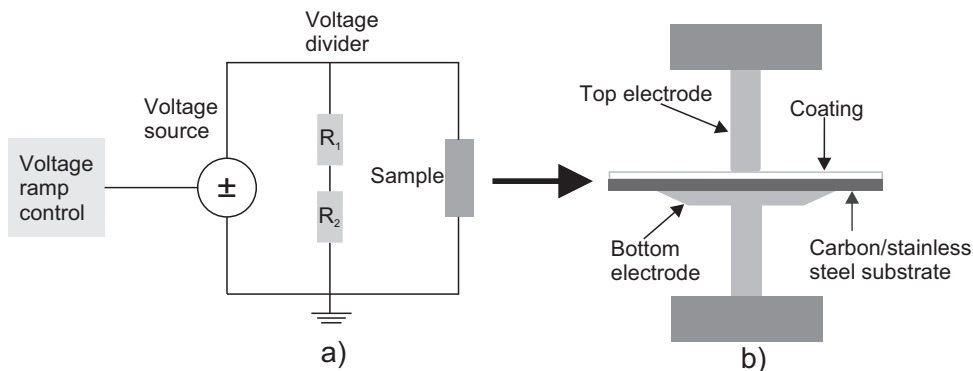 Voltage
divider
Voltage
source
Voltage
ramp
control
±
R₁
R₂
Sample
a)
Top electrode
Coating
Bottom
electrode
Carbon/stainless
steel substrate
b)